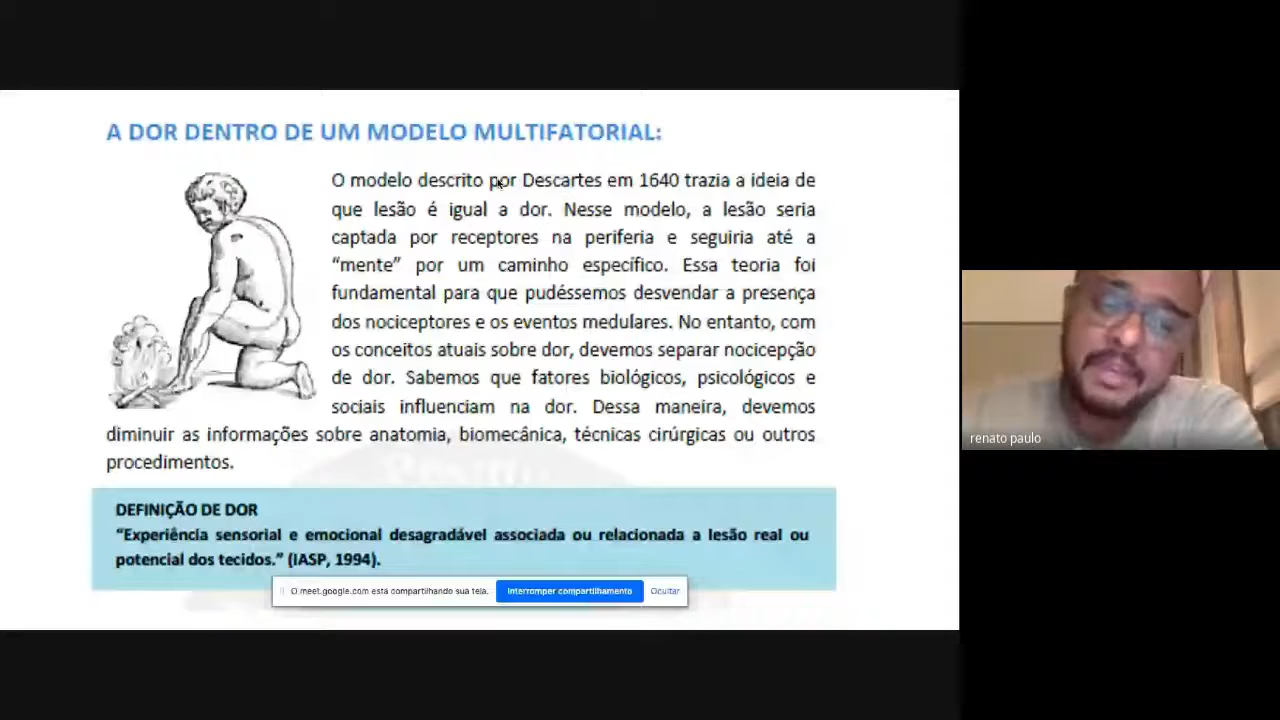 A DOR DENTRO DE UM MODELO MULTIFATORIAL:
O modelo descrito por Descartes em 1640 trazia a ideia de
que lesão é igual a dor. Nesse modelo, a lesão seria
captada por receptores na periferia e seguiria até a
“mente” por um caminho específico. Essa teoria foi
fundamental para que pudéssemos desvendar a presença
dos nociceptores e os eventos medulares. No entanto, com
os conceitos atuais sobre dor, devemos separar nocicepção
de dor. Sabemos que fatores biológicos, psicológicos e
sociais influenciam na dor. Dessa maneira, devemos
diminuir as informações sobre anatomia, biomecânica, técnicas cirúrgicas ou outros
procedimentos.
DEFINIÇÃO DE DOR
“Experiência sensorial e emocional desagradável associada ou relacionada a lesão real ou
potencial dos tecidos.” (IASP, 1994).
O meet.google.com está compartilhando sua tela. Interromper compartilhamento Ocultar
renato paulo